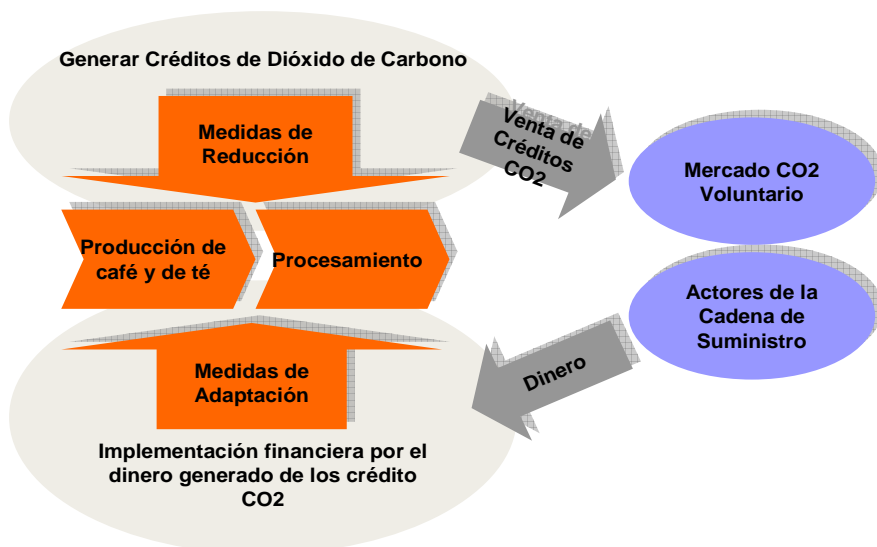 Generar Créditos de Dióxido de Carbono
Medidas de
Reducción
Venta de
Créditos
CO2
Mercado CO2
Voluntario
Producción de
café y de té
Procesamiento
Actores de la
Cadena de
Suministro
Medidas de
Adaptación
Dinero
Implementación financiera por el
dinero generado de los crédito
CO2